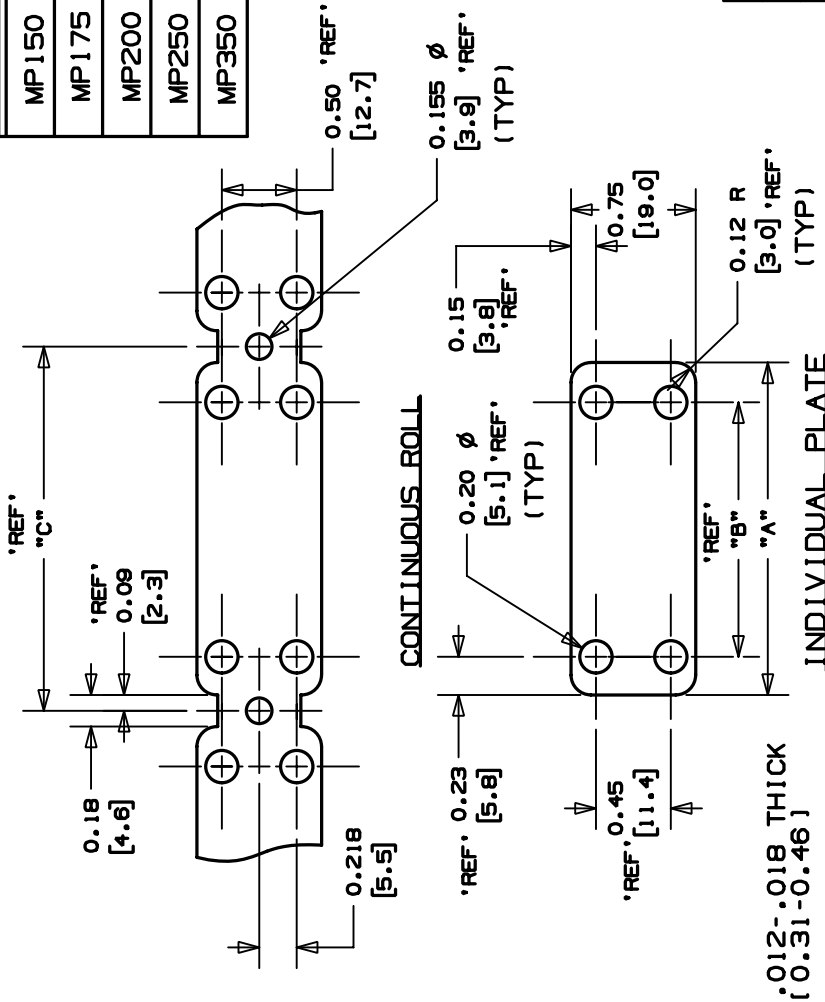 MP150
MP175
MP200
MP250
MP350
'REF'
"C"
'REF'
0.09
[2.3]
0.18
[4.6]
0.50 'REF'
[12.7]
0.155 Ø
[3.9] 'REF'
(TYP)
0.218
[5.5]
CONTINUOUS ROLL
0.20 Ø
[5.1] 'REF'
(TYP)
0.15
[3.8]
'REF'
0.75
[19.0]
0.12 R
[3.0] 'REF'
(TYP)
'REF' 0.23
[5.8]
'REF' 0.45
[11.4]
'REF'
"B"
"A"
INDIVIDUAL PLATE
.012-.018 THICK
[0.31-0.46]